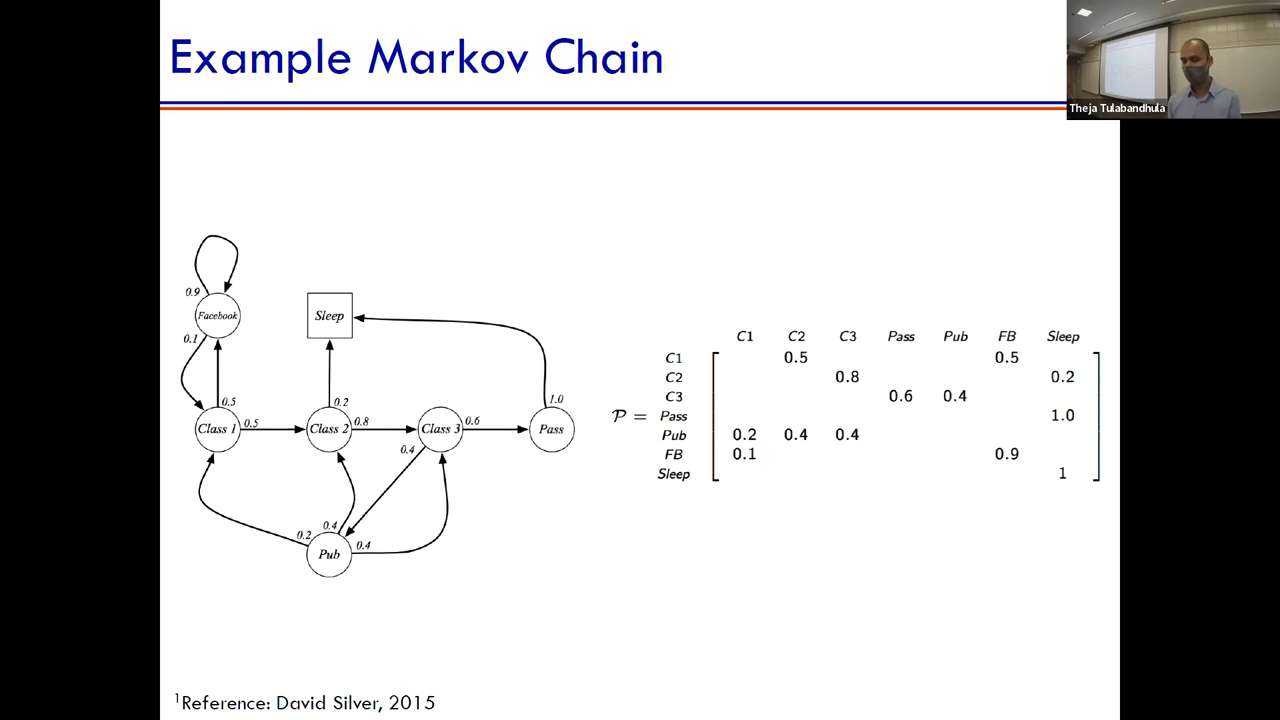 Example Markov Chain
Theja Tulabandhula
0.9
Facebook
Sleep
0.1
0.5
0.2
1.0
Class 1
0.5
Class 2
0.8
Class 3
0.6
Pass
0.4
0.4
0.2
Pub
0.4
C1 C2 C3 Pass Pub FB Sleep
C1 0.5 0.5
C2 0.8 0.2
C3 0.6 0.4
𝒫 = Pass 1.0
Pub 0.2 0.4 0.4
FB 0.1 0.9
Sleep 1
¹Reference: David Silver, 2015